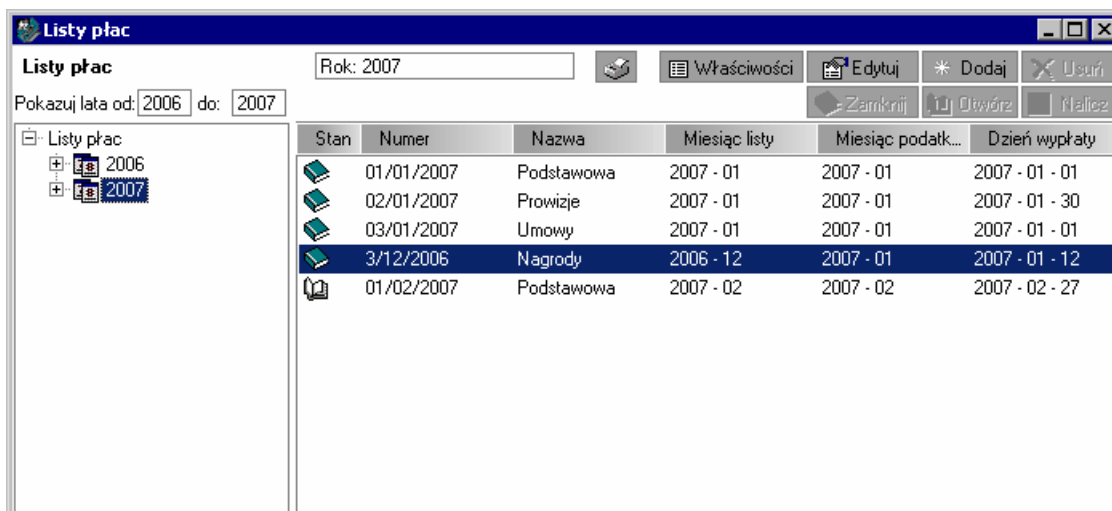 Listy płac
Listy płac Rok: 2007 Właściwości Edytuj Dodaj Usuń
Pokazuj lata od: 2006 do: 2007 Zamknij Otwórz Nalicz
Listy płac
2006
2007
Stan Numer Nazwa Miesiąc listy Miesiąc podatk... Dzień wypłaty
01/01/2007 Podstawowa 2007 - 01 2007 - 01 2007 - 01 - 01
02/01/2007 Prowizje 2007 - 01 2007 - 01 2007 - 01 - 30
03/01/2007 Umowy 2007 - 01 2007 - 01 2007 - 01 - 01
3/12/2006 Nagrody 2006 - 12 2007 - 01 2007 - 01 - 12
01/02/2007 Podstawowa 2007 - 02 2007 - 02 2007 - 02 - 27